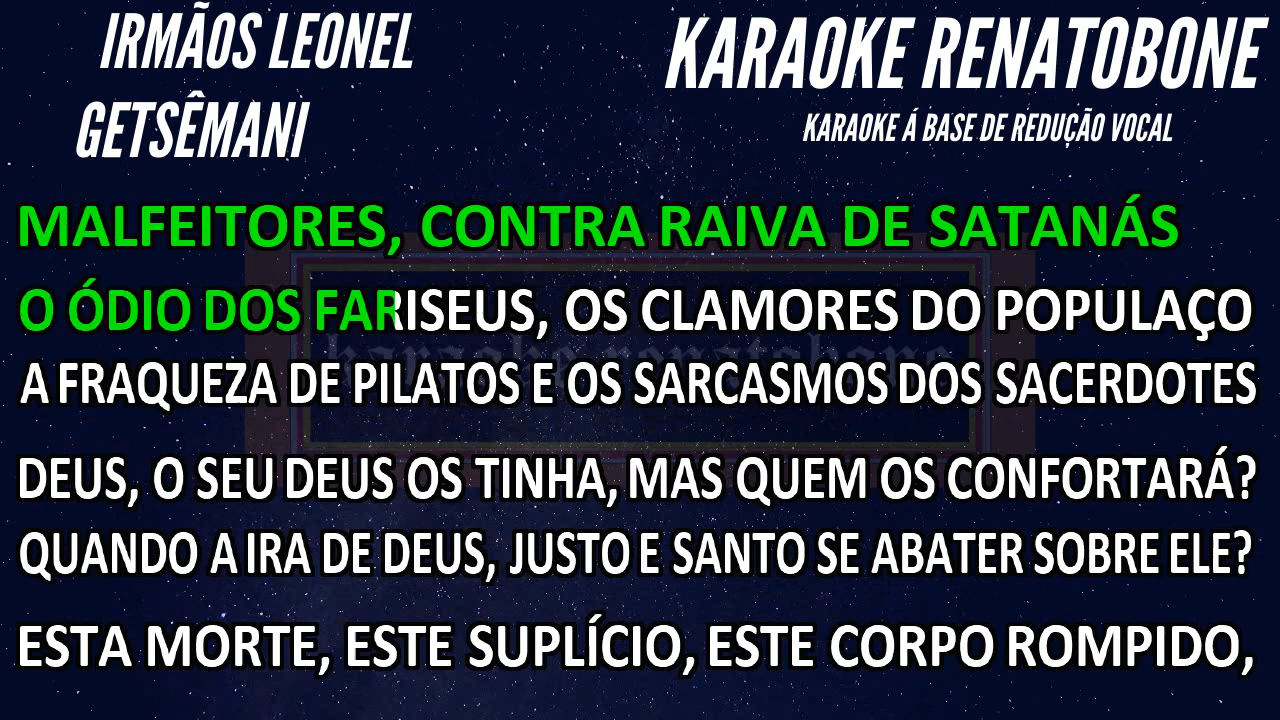 IRMÃOS LEONEL
GETSÊMANI
KARAOKE RENATOBONE
KARAOKE Á BASE DE REDUÇÃO VOCAL
MALFEITORES, CONTRA RAIVA DE SATANÁS
O ÓDIO DOS FARISEUS, OS CLAMORES DO POPULAÇO
karaoke renatobone
A FRAQUEZA DE PILATOS E OS SARCASMOS DOS SACERDOTES
DEUS, O SEU DEUS OS TINHA, MAS QUEM OS CONFORTARÁ?
QUANDO A IRA DE DEUS, JUSTO E SANTO SE ABATER SOBRE ELE?
ESTA MORTE, ESTE SUPLÍCIO, ESTE CORPO ROMPIDO,